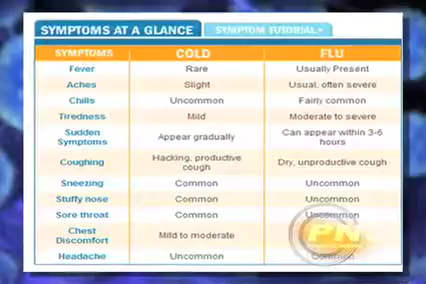 SYMPTOMS AT A GLANCE SYMPTOM TUTORIAL
SYMPTOMS COLD FLU
Fever Rare Usually Present
Aches Slight Usual, often severe
Chills Uncommon Fairly common
Tiredness Mild Moderate to severe
Sudden Symptoms Appear gradually Can appear within 3-6 hours
Coughing Hacking, productive cough Dry, unproductive cough
Sneezing Common Uncommon
Stuffy nose Common Uncommon
Sore throat Common Uncommon
Chest Discomfort Mild to moderate
Headache Uncommon Common
PN